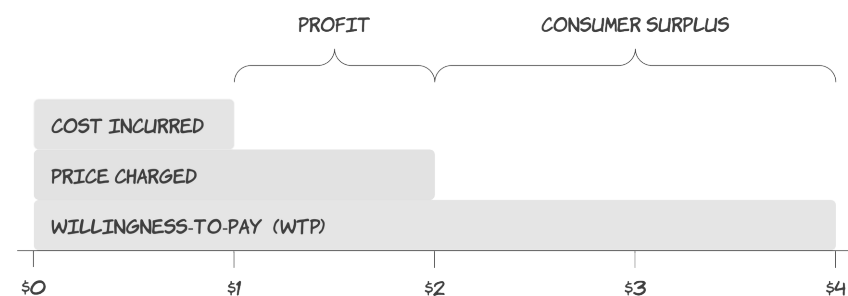 PROFIT
CONSUMER SURPLUS
COST INCURRED
PRICE CHARGED
WILLINGNESS-TO-PAY (WTP)
$0
$1
$2
$3
$4